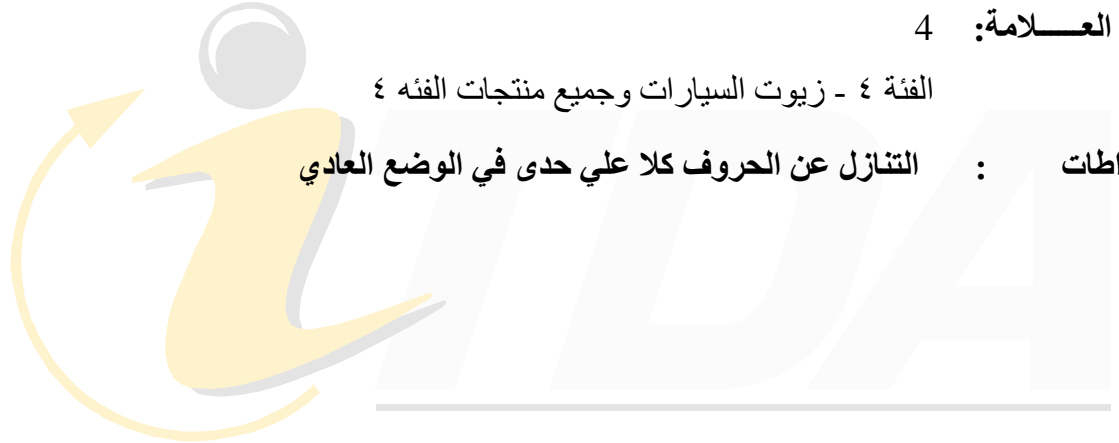 العـــــلامة: 4
الفئة ٤ - زيوت السيارات وجميع منتجات الفئه ٤
: التنازل عن الحروف كلا علي حدى في الوضع العادي
iTDA